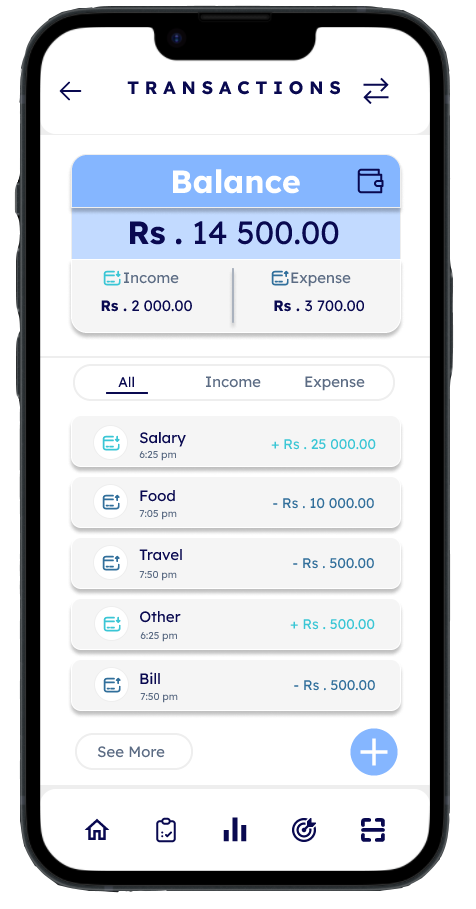 TRANSACTIONS
Balance
Rs . 14 500.00
Income Expense
Rs . 2 000.00 Rs . 3 700.00
All Income Expense
Salary + Rs . 25 000.00
6:25 pm
Food - Rs . 10 000.00
7:05 pm
Travel - Rs . 500.00
7:50 pm
Other + Rs . 500.00
6:25 pm
Bill - Rs . 500.00
7:50 pm
See More